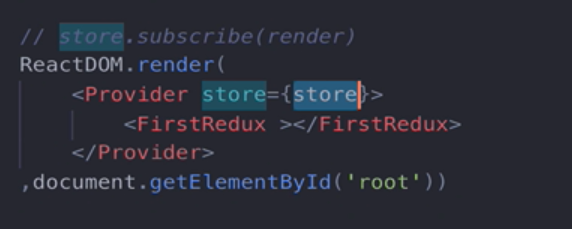 // store.subscribe(render)
ReactDOM.render(
    <Provider store={store}>
        <FirstRedux ></FirstRedux>
    </Provider>
,document.getElementById('root'))